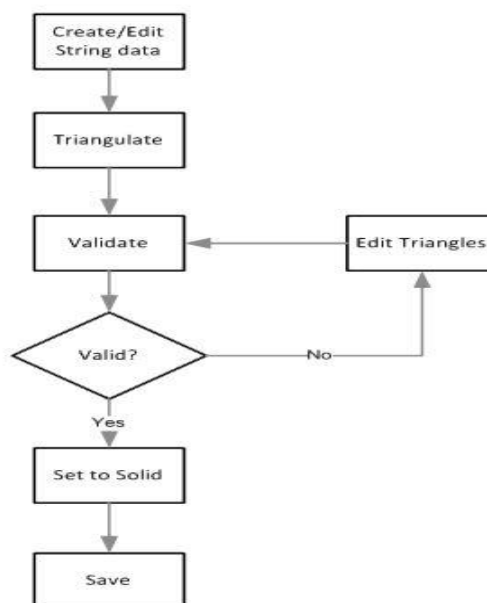 Create/Edit
String data
Triangulate
Validate
Edit Triangles
Valid?
No
Yes
Set to Solid
Save